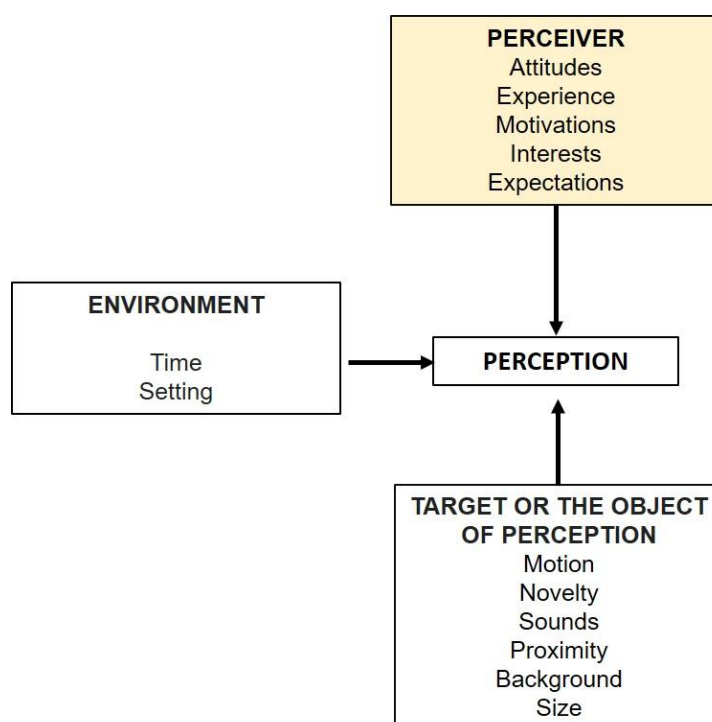 PERCEIVER
Attitudes
Experience
Motivations
Interests
Expectations
ENVIRONMENT
Time
Setting
PERCEPTION
TARGET OR THE OBJECT
OF PERCEPTION
Motion
Novelty
Sounds
Proximity
Background
Size